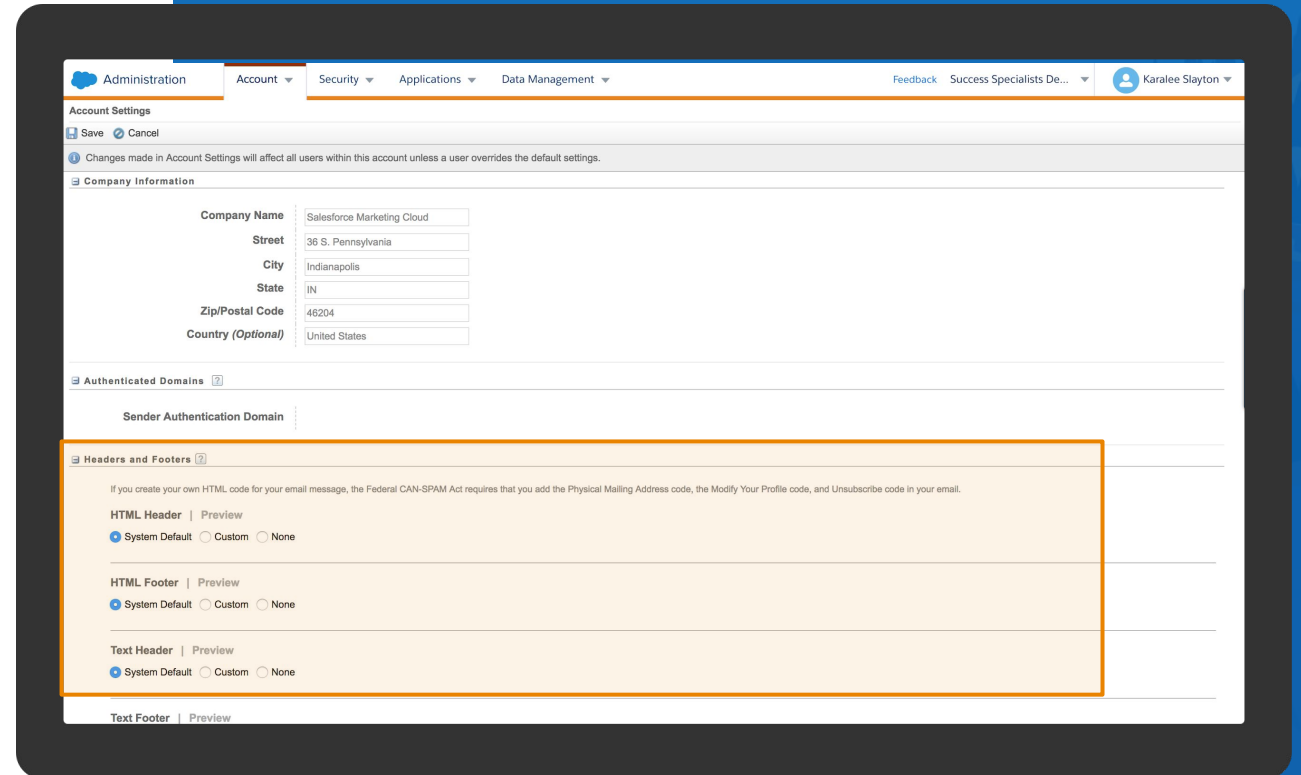 Administration Account Security Applications Data Management Feedback Success Specialists De... Karalee Slayton
Account Settings
Save Cancel
Changes made in Account Settings will affect all users within this account unless a user overrides the default settings.
Company Information
Company Name Salesforce Marketing Cloud
Street 36 S. Pennsylvania
City Indianapolis
State IN
Zip/Postal Code 46204
Country (Optional) United States
Authenticated Domains ?
Sender Authentication Domain
Headers and Footers ?
If you create your own HTML code for your email message, the Federal CAN-SPAM Act requires that you add the Physical Mailing Address code, the Modify Your Profile code, and Unsubscribe code in your email.
HTML Header | Preview
System Default Custom None
HTML Footer | Preview
System Default Custom None
Text Header | Preview
System Default Custom None
Text Footer | Preview